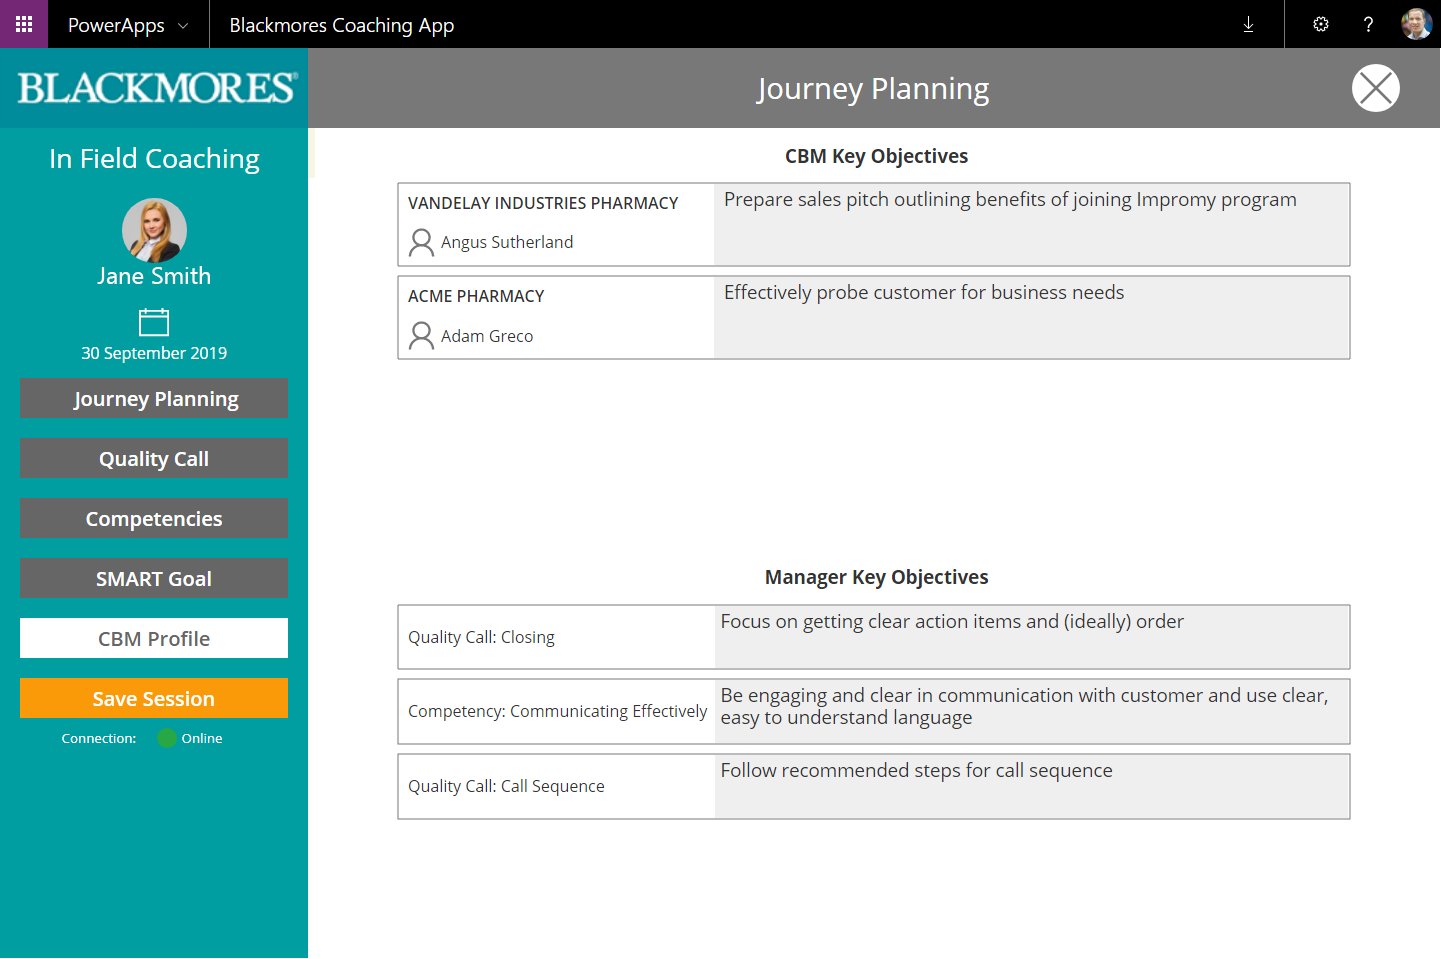 PowerApps
Blackmores Coaching App
?
BLACKMORES®
Journey Planning
In Field Coaching
Jane Smith
30 September 2019
Journey Planning
Quality Call
Competencies
SMART Goal
CBM Profile
Save Session
Connection: Online
CBM Key Objectives
VANDELAY INDUSTRIES PHARMACY
Angus Sutherland
Prepare sales pitch outlining benefits of joining Impromy program
ACME PHARMACY
Adam Greco
Effectively probe customer for business needs
Manager Key Objectives
Quality Call: Closing
Focus on getting clear action items and (ideally) order
Competency: Communicating Effectively
Be engaging and clear in communication with customer and use clear,
easy to understand language
Quality Call: Call Sequence
Follow recommended steps for call sequence